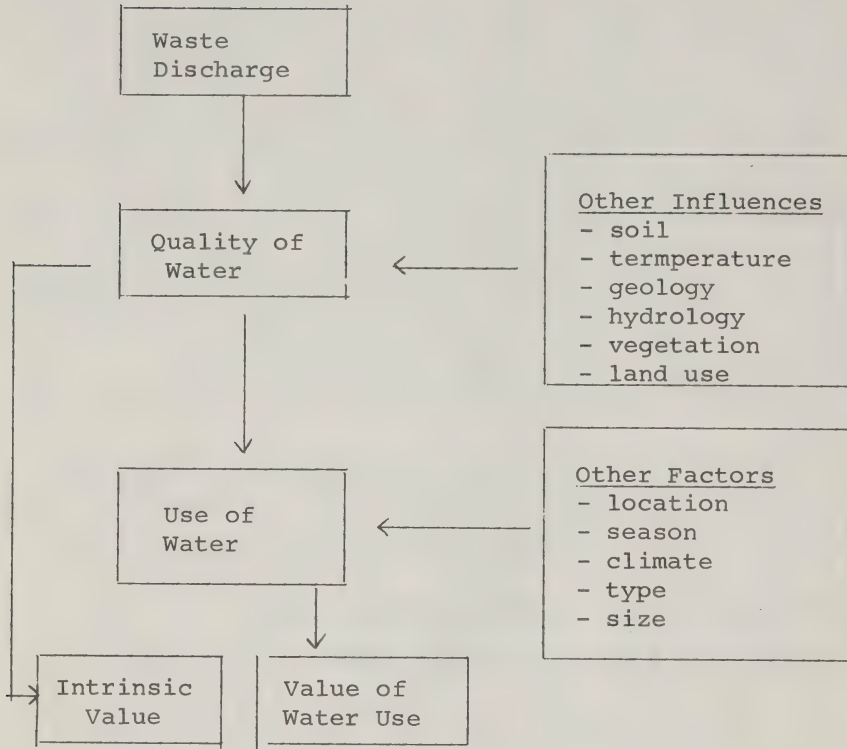 Waste
Discharge
Quality of
Water
Other Influences
- soil
- termperature
- geology
- hydrology
- vegetation
- land use
Use of
Water
Other Factors
- location
- season
- climate
- type
- size
Intrinsic
Value
Value of
Water Use